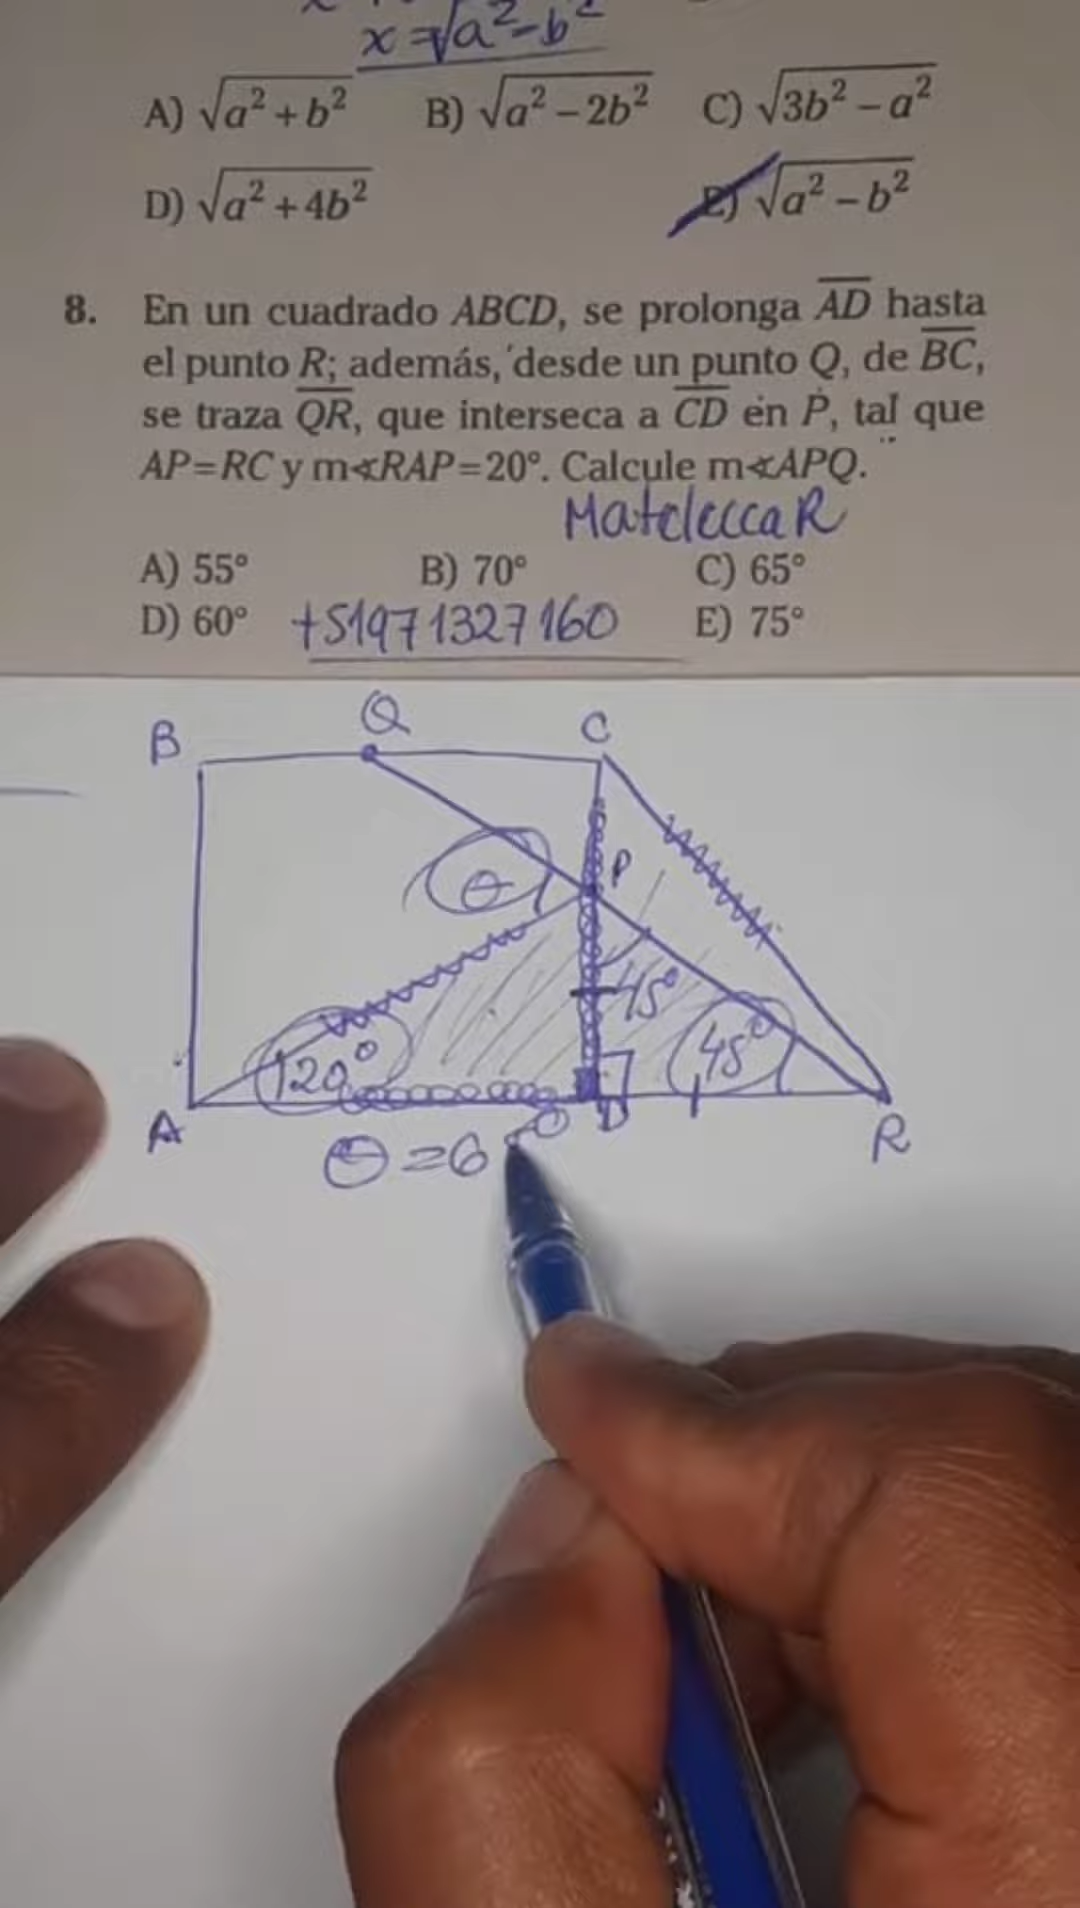 x=√a²-b²
A) √a²+b² B) √a²-2b² C) √3b²-a²
D) √a²+4b² E) √a²-b²
8. En un cuadrado ABCD, se prolonga AD hasta
el punto R; además, desde un punto Q, de BC,
se traza QR, que interseca a CD en P, tal que
AP=RC y m∢RAP=20°. Calcule m∢APQ.
MateleccaR
A) 55° B) 70° C) 65°
D) 60° +51971327160 E) 75°
B Q C
θ P
45°
20° 45°
A D R
θ=65°